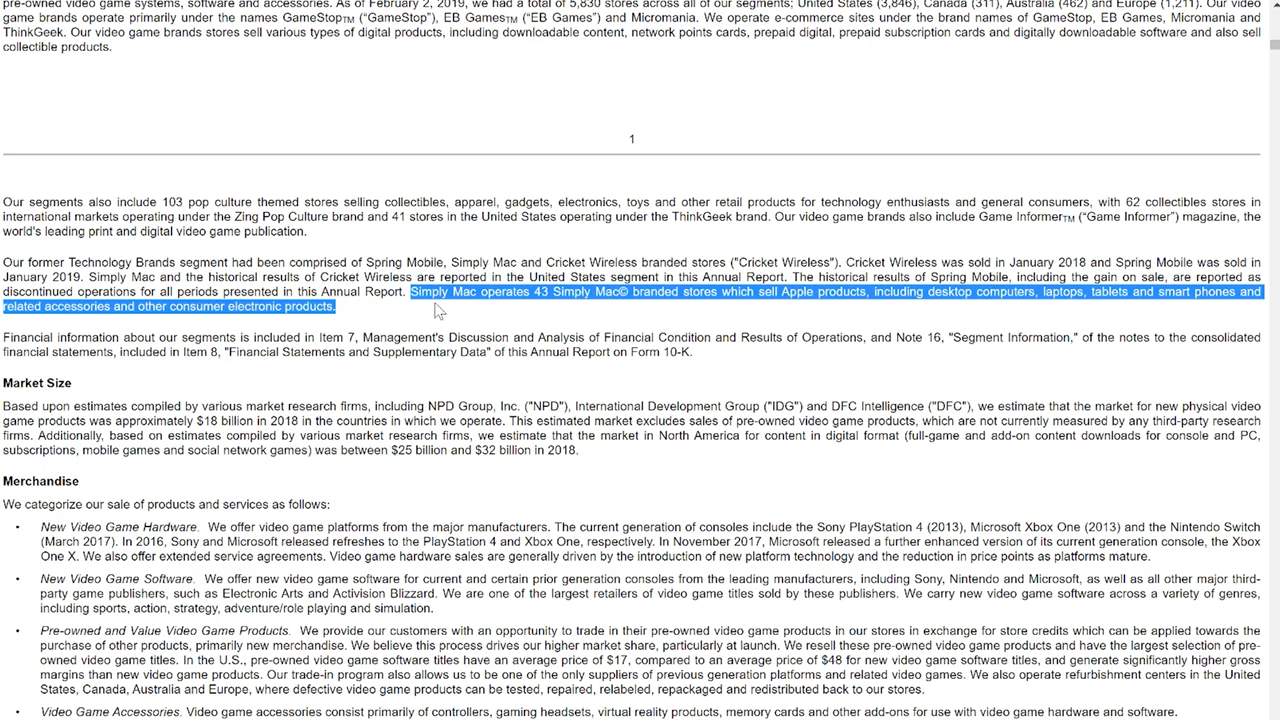 pre-owned video game systems, software and accessories. As of February 2, 2019, we had a total of 5,830 stores across all of our segments; United States (3,846), Canada (311), Australia (462) and Europe (1,211). Our video
game brands operate primarily under the names GameStop™ (“GameStop”), EB Games™ (“EB Games”) and Micromania. We operate e-commerce sites under the brand names of GameStop, EB Games, Micromania and
ThinkGeek. Our video game brands stores sell various types of digital products, including downloadable content, network points cards, prepaid digital, prepaid subscription cards and digitally downloadable software and also sell
collectible products.
1
Our segments also include 103 pop culture themed stores selling collectibles, apparel, gadgets, electronics, toys and other retail products for technology enthusiasts and general consumers, with 62 collectibles stores in
international markets operating under the Zing Pop Culture brand and 41 stores in the United States operating under the ThinkGeek brand. Our video game brands also include Game Informer™ (“Game Informer”) magazine, the
world's leading print and digital video game publication.
Our former Technology Brands segment had been comprised of Spring Mobile, Simply Mac and Cricket Wireless branded stores ("Cricket Wireless"). Cricket Wireless was sold in January 2018 and Spring Mobile was sold in
January 2019. Simply Mac and the historical results of Cricket Wireless are reported in the United States segment in this Annual Report. The historical results of Spring Mobile, including the gain on sale, are reported as
discontinued operations for all periods presented in this Annual Report. Simply Mac operates 43 Simply Mac© branded stores which sell Apple products, including desktop computers, laptops, tablets and smart phones and
related accessories and other consumer electronic products.
Financial information about our segments is included in Item 7, Management's Discussion and Analysis of Financial Condition and Results of Operations, and Note 16, "Segment Information," of the notes to the consolidated
financial statements, included in Item 8, "Financial Statements and Supplementary Data" of this Annual Report on Form 10-K.
Market Size
Based upon estimates compiled by various market research firms, including NPD Group, Inc. ("NPD"), International Development Group ("IDG") and DFC Intelligence ("DFC"), we estimate that the market for new physical video
game products was approximately $18 billion in 2018 in the countries in which we operate. This estimated market excludes sales of pre-owned video game products, which are not currently measured by any third-party research
firms. Additionally, based on estimates compiled by various market research firms, we estimate that the market in North America for content in digital format (full-game and add-on content downloads for console and PC,
subscriptions, mobile games and social network games) was between $25 billion and $32 billion in 2018.
Merchandise
We categorize our sale of products and services as follows:
• New Video Game Hardware. We offer video game platforms from the major manufacturers. The current generation of consoles include the Sony PlayStation 4 (2013), Microsoft Xbox One (2013) and the Nintendo Switch
(March 2017). In 2016, Sony and Microsoft released refreshes to the PlayStation 4 and Xbox One, respectively. In November 2017, Microsoft released a further enhanced version of its current generation console, the Xbox
One X. We also offer extended service agreements. Video game hardware sales are generally driven by the introduction of new platform technology and the reduction in price points as platforms mature.
• New Video Game Software. We offer new video game software for current and certain prior generation consoles from the leading manufacturers, including Sony, Nintendo and Microsoft, as well as all other major third-
party game publishers, such as Electronic Arts and Activision Blizzard. We are one of the largest retailers of video game titles sold by these publishers. We carry new video game software across a variety of genres,
including sports, action, strategy, adventure/role playing and simulation.
• Pre-owned and Value Video Game Products. We provide our customers with an opportunity to trade in their pre-owned video game products in our stores in exchange for store credits which can be applied towards the
purchase of other products, primarily new merchandise. We believe this process drives our higher market share, particularly at launch. We resell these pre-owned video game products and have the largest selection of pre-
owned video game titles. In the U.S., pre-owned video game software titles have an average price of $17, compared to an average price of $48 for new video game software titles, and generate significantly higher gross
margins than new video game products. Our trade-in program also allows us to be one of the only suppliers of previous generation platforms and related video games. We also operate refurbishment centers in the United
States, Canada, Australia and Europe, where defective video game products can be tested, repaired, relabeled, repackaged and redistributed back to our stores.
• Video Game Accessories. Video game accessories consist primarily of controllers, gaming headsets, virtual reality products, memory cards and other add-ons for use with video game hardware and software.